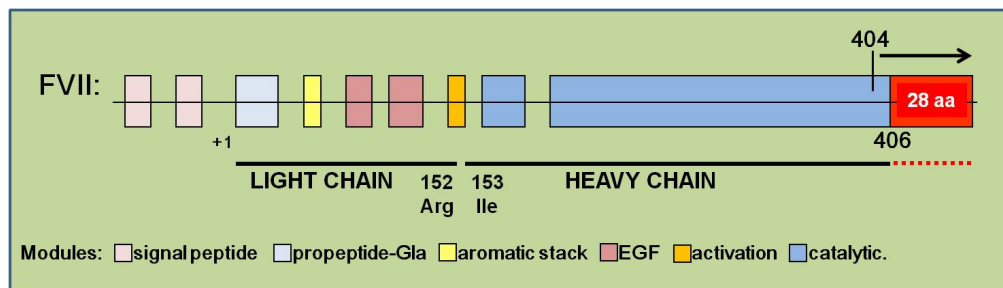 404
FVII:
28 aa
+1
406
LIGHT CHAIN 152 153 HEAVY CHAIN
Arg Ile
Modules: signal peptide propeptide-Gla aromatic stack EGF activation catalytic.